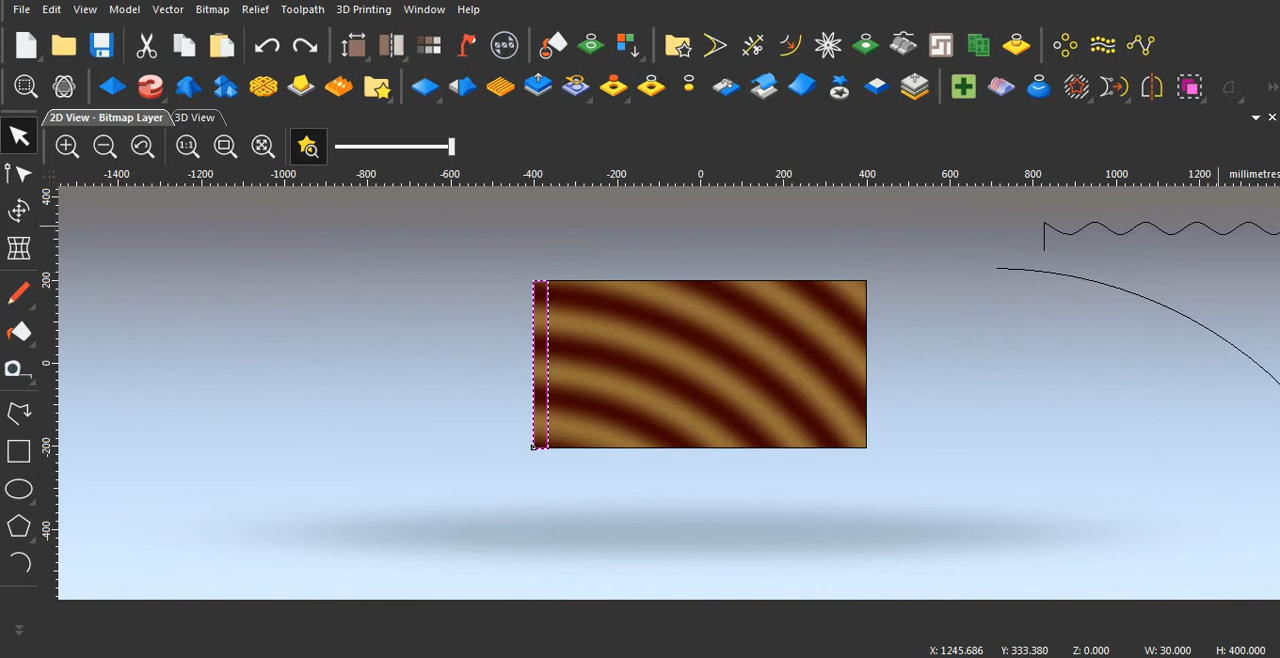 File Edit View Model Vector Bitmap Relief Toolpath 3D Printing Window Help
2D View - Bitmap Layer 3D View
1:1
-1400 -1200 -1000 -800 -600 -400 -200 0 200 400 600 800 1000 1200 millimetres
400
200
0
-200
-400
X: 1245.686 Y: 333.380 Z: 0.000 W: 30.000 H: 400.000